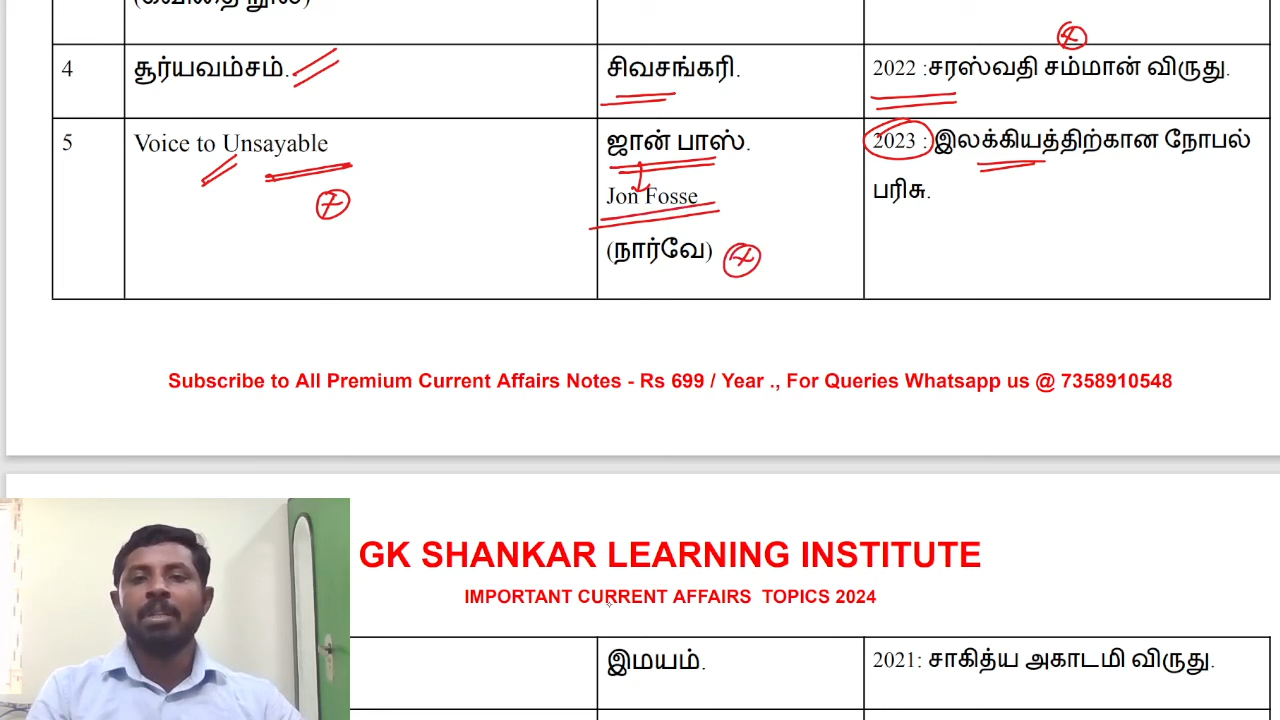 (கவிதை நூல்)
4 சூர்யவம்சம். சிவசங்கரி. 2022 :சரஸ்வதி சம்மான் விருது.
5 Voice to Unsayable ஜான் பாஸ். 2023 : இலக்கியத்திற்கான நோபல்
Jon Fosse பரிசு.
(நார்வே)
Subscribe to All Premium Current Affairs Notes - Rs 699 / Year ., For Queries Whatsapp us @ 7358910548
GK SHANKAR LEARNING INSTITUTE
IMPORTANT CURRENT AFFAIRS TOPICS 2024
இமயம். 2021: சாகித்ய அகாடமி விருது.